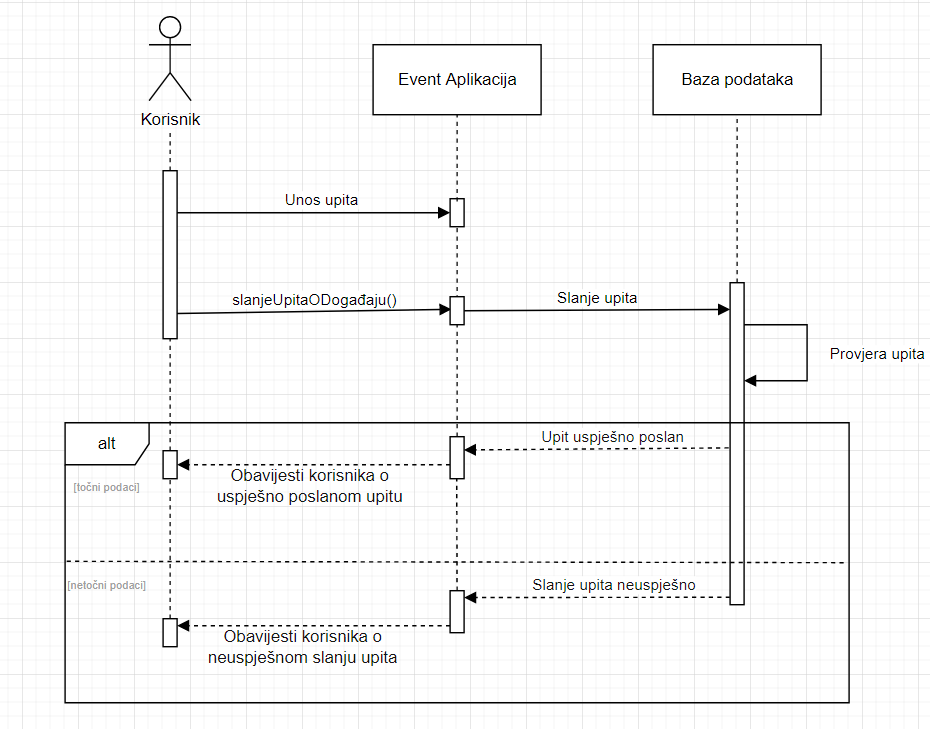 Korisnik
Event Aplikacija
Baza podataka
Unos upita
slanjeUpitaODogađaju()
Slanje upita
Provjera upita
alt
Upit uspješno poslan
Obavijesti korisnika o
uspješno poslanom upitu
[točni podaci]
[netočni podaci]
Slanje upita neuspješno
Obavijesti korisnika o
neuspješnom slanju upita